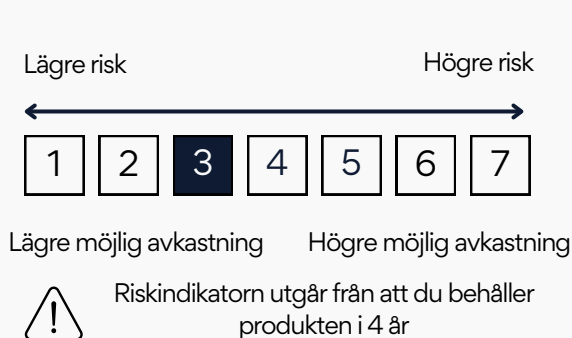 Lägre risk Högre risk
1 2 3 4 5 6 7
Lägre möjlig avkastning Högre möjlig avkastning
Riskindikatorn utgår från att du behåller
produkten i 4 år